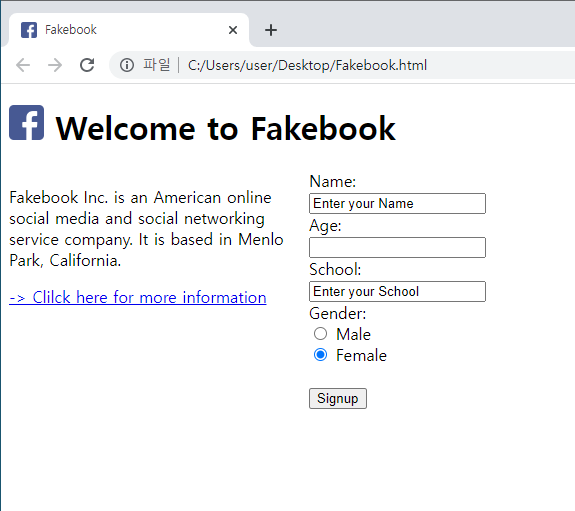 Fakebook
파일 C:/Users/user/Desktop/Fakebook.html
Welcome to Fakebook
Fakebook Inc. is an American online
social media and social networking
service company. It is based in Menlo
Park, California.
-> Clilck here for more information
Name:
Enter your Name
Age:
School:
Enter your School
Gender:
Male
Female
Signup